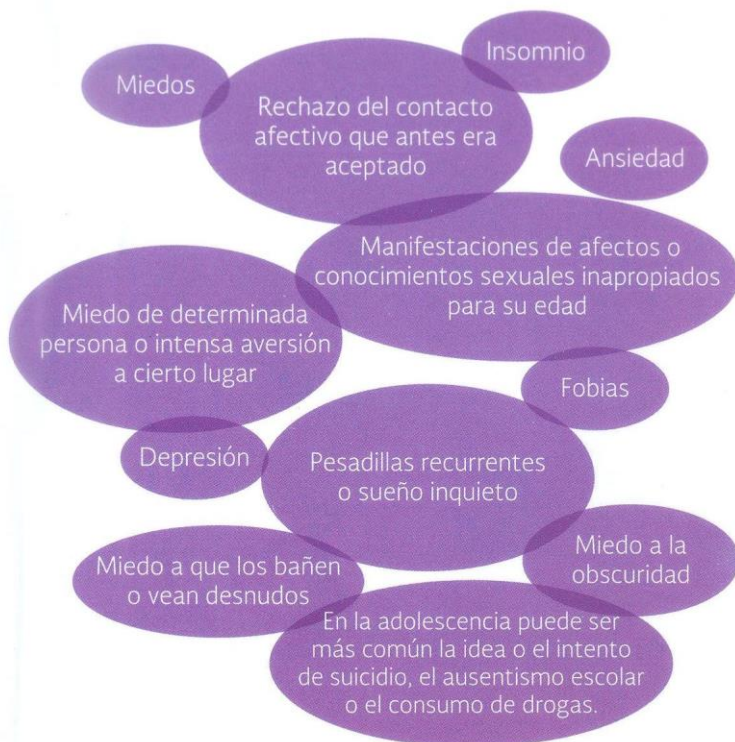 Insomnio
Miedos
Rechazo del contacto
afectivo que antes era
aceptado
Ansiedad
Manifestaciones de afectos o
conocimientos sexuales inapropiados
para su edad
Miedo de determinada
persona o intensa aversión
a cierto lugar
Fobias
Depresión
Pesadillas recurrentes
o sueño inquieto
Miedo a la
obscuridad
Miedo a que los bañen
o vean desnudos
En la adolescencia puede ser
más común la idea o el intento
de suicidio, el ausentismo escolar
o el consumo de drogas.